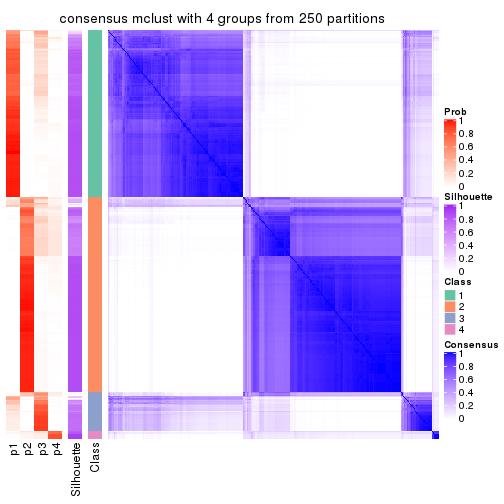 consensus mclust with 4 groups from 250 partitions
Prob
1
0.8
0.6
0.4
0.2
0
Silhouette
1
0.8
0.6
0.4
0.2
0
Class
1
2
3
4
Consensus
1
0.8
0.6
0.4
0.2
0
p1
p2
p3
p4
Silhouette
Class